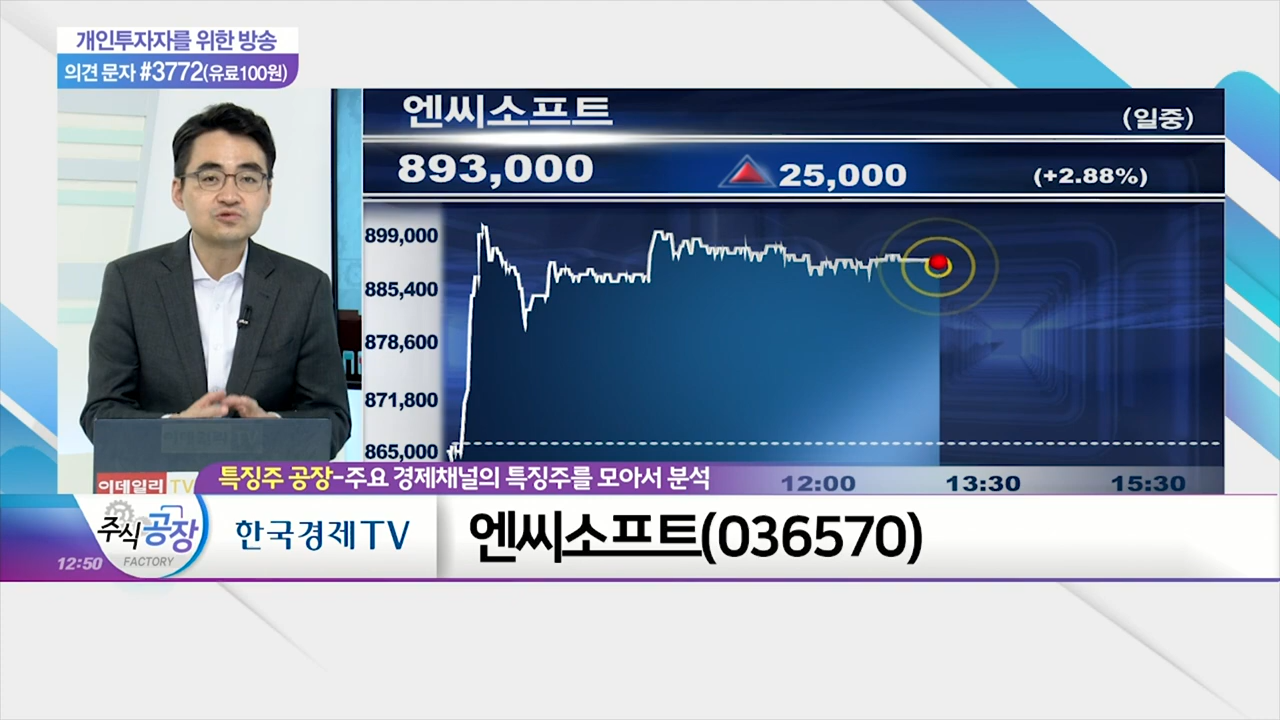 개인투자자를 위한 방송
의견 문자 #3772(유료100원)
엔씨소프트
(일중)
893,000
25,000
(+2.88%)
899,000
885,400
878,600
871,800
865,000
12:00
13:30
15:30
이데일리 TV
특징주 공장-주요 경제채널의 특징주를 모아서 분석
주식공장
FACTORY
12:50
한국경제TV
엔씨소프트(036570)